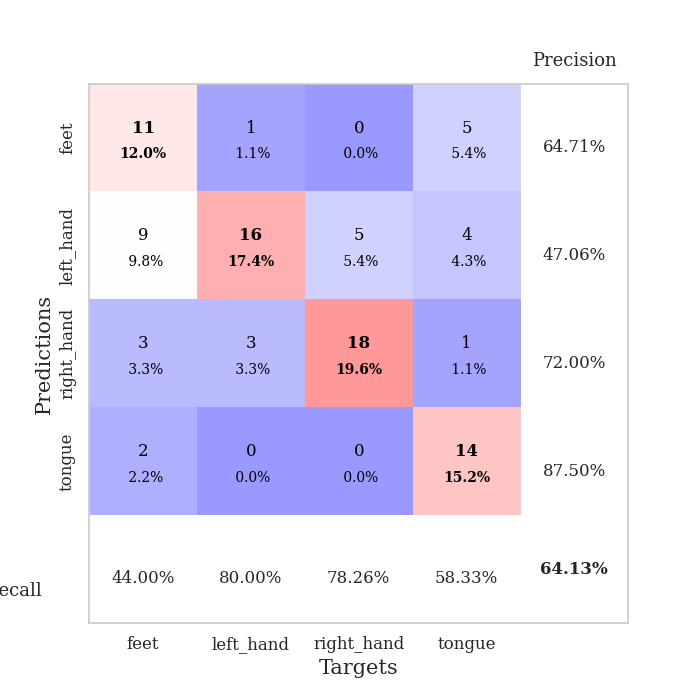 Precision
feet
11 1 0 5
12.0% 1.1% 0.0% 5.4%
64.71%
left_hand
9 16 5 4
9.8% 17.4% 5.4% 4.3%
47.06%
Predictions
right_hand
3 3 18 1
3.3% 3.3% 19.6% 1.1%
72.00%
tongue
2 0 0 14
2.2% 0.0% 0.0% 15.2%
87.50%
ecall
44.00% 80.00% 78.26% 58.33% 64.13%
feet left_hand right_hand tongue
Targets